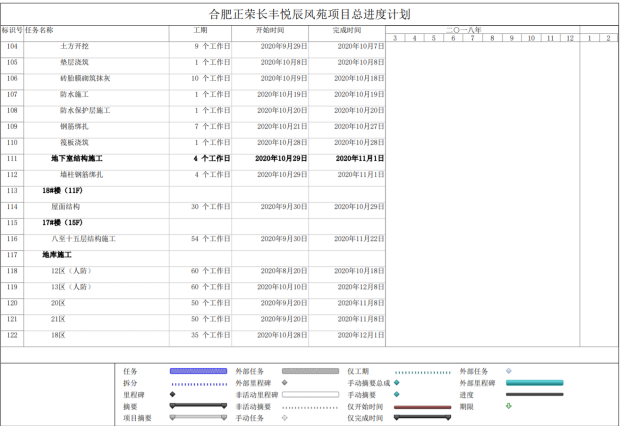 合肥正荣长丰悦辰风苑项目总进度计划
标识号 任务名称 工期 开始时间 完成时间 二〇一八年
3 4 5 6 7 8 9 10 11 12 1 2
104 土方开挖 9 个工作日 2020年9月29日 2020年10月7日
105 垫层浇筑 1 个工作日 2020年10月8日 2020年10月8日
106 砖胎膜砌筑抹灰 10 个工作日 2020年10月9日 2020年10月18日
107 防水施工 1 个工作日 2020年10月19日 2020年10月19日
108 防水保护层施工 1 个工作日 2020年10月20日 2020年10月20日
109 钢筋绑扎 7 个工作日 2020年10月21日 2020年10月27日
110 筏板浇筑 1 个工作日 2020年10月28日 2020年10月28日
111 地下室结构施工 4 个工作日 2020年10月29日 2020年11月1日
112 墙柱钢筋绑扎 4 个工作日 2020年10月29日 2020年11月1日
113 18#楼（11F）
114 屋面结构 30 个工作日 2020年9月30日 2020年10月29日
115 17#楼（15F）
116 八至十五层结构施工 54 个工作日 2020年9月30日 2020年11月22日
117 地库施工
118 12区（人防） 60 个工作日 2020年8月20日 2020年10月18日
119 13区（人防） 60 个工作日 2020年10月10日 2020年12月8日
120 20区 50 个工作日 2020年9月20日 2020年11月8日
121 21区 50 个工作日 2020年9月20日 2020年11月8日
122 18区 35 个工作日 2020年10月28日 2020年12月1日
任务 外部任务 仅工期 外部任务
拆分 外部里程碑 手动摘要总成 外部里程碑
里程碑 非活动里程碑 手动摘要 进度
摘要 非活动摘要 仅开始时间 期限
项目摘要 手动任务 仅完成时间